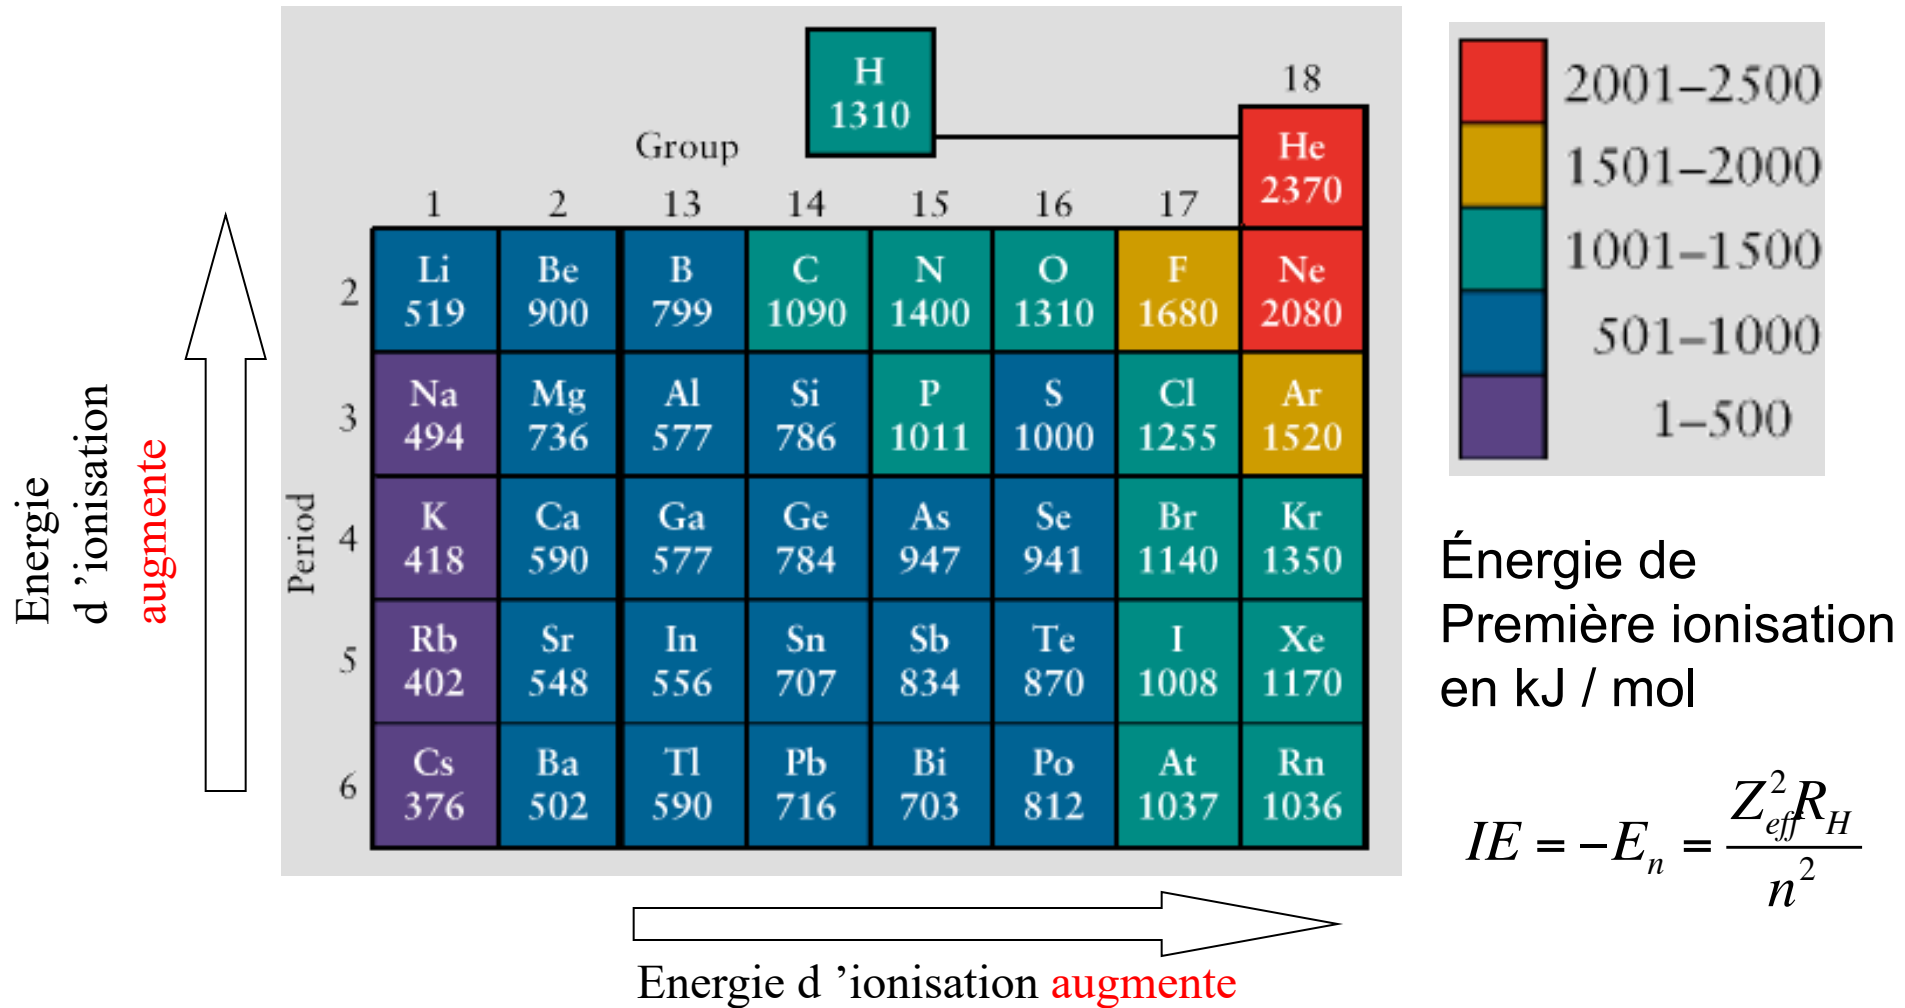 H
1310
18
Group
He
2370
1 2 13 14 15 16 17
Li Be B C N O F Ne
2 519 900 799 1090 1400 1310 1680 2080
Na Mg Al Si P S Cl Ar
3 494 736 577 786 1011 1000 1255 1520
K Ca Ga Ge As Se Br Kr
4 418 590 577 784 947 941 1140 1350
Rb Sr In Sn Sb Te I Xe
5 402 548 556 707 834 870 1008 1170
Cs Ba Tl Pb Bi Po At Rn
6 376 502 590 716 703 812 1037 1036
Period
Energie
d ’ionisation
augmente
Energie d ’ionisation augmente
2001–2500
1501–2000
1001–1500
501–1000
1–500
Énergie de
Première ionisation
en kJ / mol
IE = −E_n = Z_eff^2 R_H / n^2